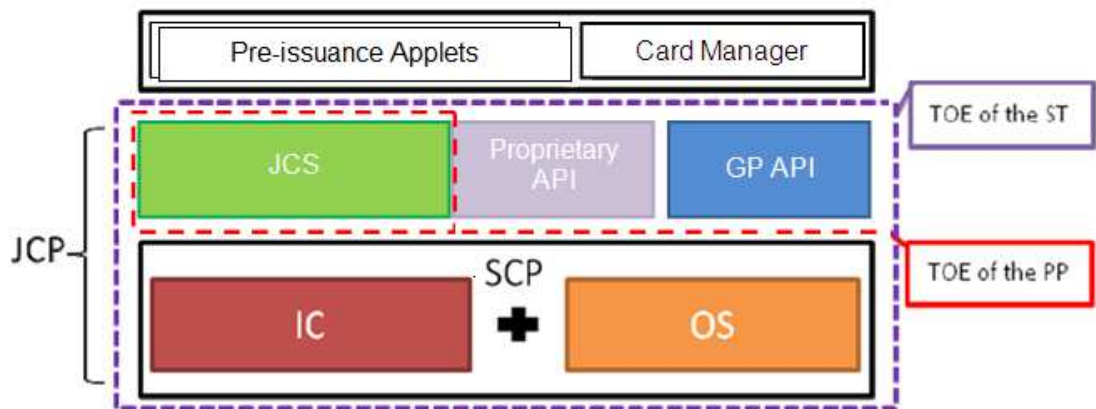 Pre-issuance Applets
Card Manager
TOE of the ST
JCS
Proprietary
API
GP API
JCP
TOE of the PP
SCP
IC
OS